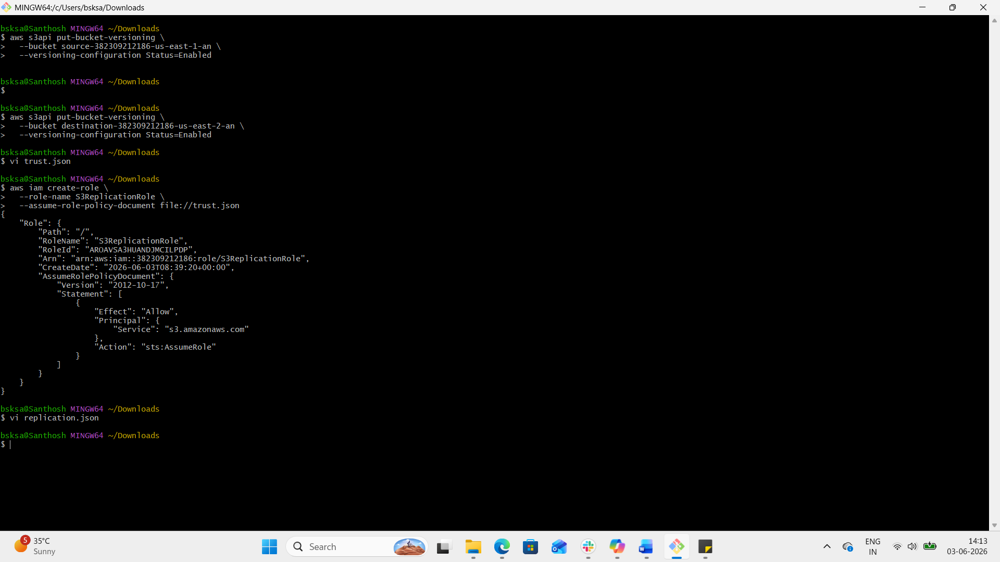 MINGW64:/c/Users/bsksa/Downloads
bsksa@Santhosh MINGW64 ~/Downloads
$ aws s3api put-bucket-versioning \
>   --bucket source-382309212186-us-east-1-an \
>   --versioning-configuration Status=Enabled
bsksa@Santhosh MINGW64 ~/Downloads
$
bsksa@Santhosh MINGW64 ~/Downloads
$ aws s3api put-bucket-versioning \
>   --bucket destination-382309212186-us-east-2-an \
>   --versioning-configuration Status=Enabled
bsksa@Santhosh MINGW64 ~/Downloads
$ vi trust.json
bsksa@Santhosh MINGW64 ~/Downloads
$ aws iam create-role \
>   --role-name S3ReplicationRole \
>   --assume-role-policy-document file://trust.json
{
    "Role": {
        "Path": "/",
        "RoleName": "S3ReplicationRole",
        "RoleId": "AROAVSA3HUANDJMCILPDP",
        "Arn": "arn:aws:iam::382309212186:role/S3ReplicationRole",
        "CreateDate": "2026-06-03T08:39:20+00:00",
        "AssumeRolePolicyDocument": {
            "Version": "2012-10-17",
            "Statement": [
                {
                    "Effect": "Allow",
                    "Principal": {
                        "Service": "s3.amazonaws.com"
                    },
                    "Action": "sts:AssumeRole"
                }
            ]
        }
    }
}
bsksa@Santhosh MINGW64 ~/Downloads
$ vi replication.json
bsksa@Santhosh MINGW64 ~/Downloads
$
5
35°C
Sunny
Search
ENG
IN
14:13
03-06-2026